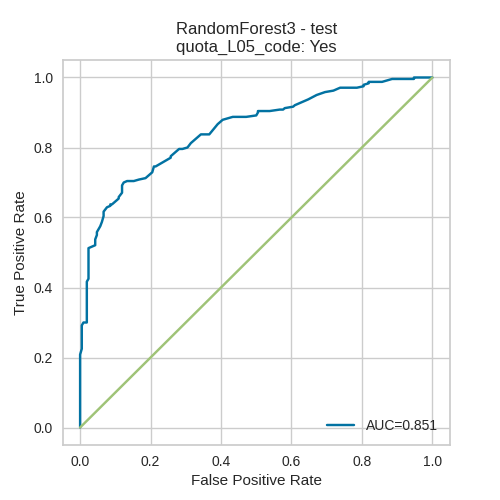 RandomForest3 - test
quota_L05_code: Yes
1.0
0.8
0.6
0.4
0.2
0.0
True Positive Rate
AUC=0.851
0.0 0.2 0.4 0.6 0.8 1.0
False Positive Rate